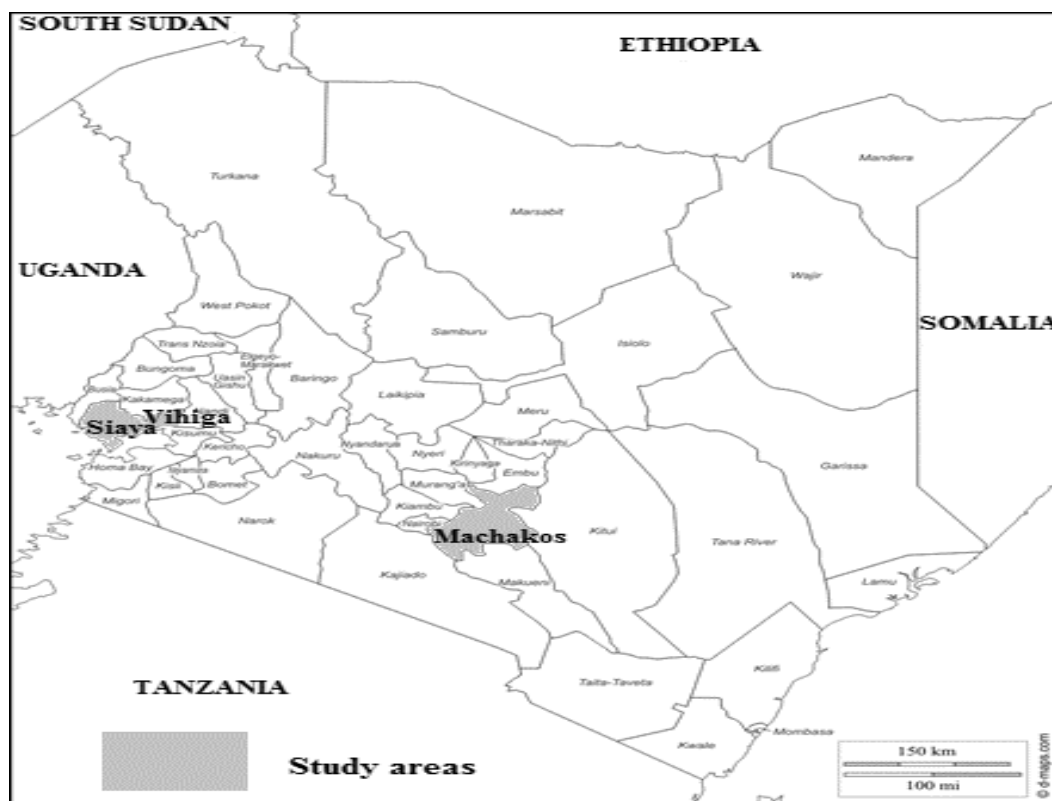 SOUTH SUDAN
ETHIOPIA
Mandera
Turkana
Marsabit
UGANDA
Wajir
West Pokot
SOMALIA
Samburu
Isiolo
Trans Nzoia
Elgeyo-
Marakwet
Bungoma
Uasin
Gishu
Baringo
Busia
Kakamega
Laikipia
Vihiga
Meru
Siaya
Kisumu
Nyandarua
Tharaka-Nithi
Kericho
Nakuru
Nyeri
Kirinyaga
Homa Bay
Embu
Garissa
Kisii
Bomet
Murang'a
Migori
Kiambu
Narok
Nairobi
Machakos
Kitui
Tana River
Kajiado
Makueni
Lamu
Kilifi
TANZANIA
Taita-Taveta
Mombasa
Kwale
150 km
Study areas
100 mi
© d-maps.com